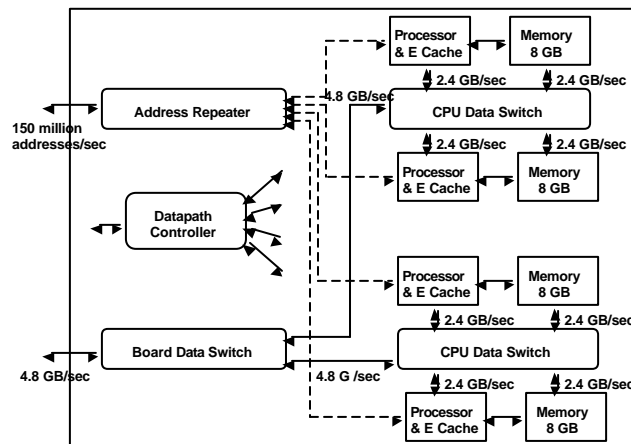 Processor
& E Cache
Memory
8 GB
2.4 GB/sec
2.4 GB/sec
4.8 GB/sec
Address Repeater
CPU Data Switch
150 million
addresses/sec
2.4 GB/sec
2.4 GB/sec
Processor
& E Cache
Memory
8 GB
Datapath
Controller
Processor
& E Cache
Memory
8 GB
2.4 GB/sec
2.4 GB/sec
Board Data Switch
CPU Data Switch
4.8 GB/sec
4.8 G /sec
2.4 GB/sec
2.4 GB/sec
Processor
& E Cache
Memory
8 GB